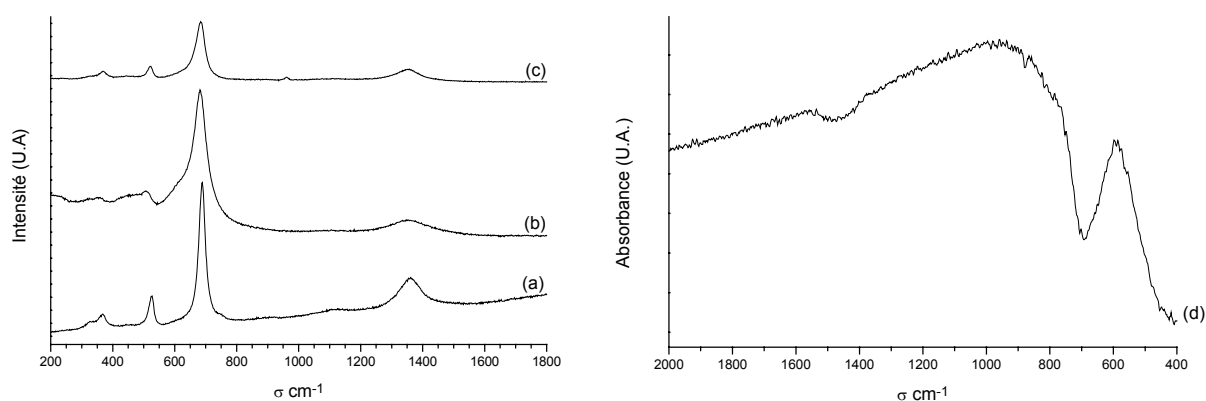 Intensité (U.A)
(c)
(b)
(a)
200 400 600 800 1000 1200 1400 1600 1800
σ cm-1
Absorbance (U.A.)
(d)
2000 1800 1600 1400 1200 1000 800 600 400
σ cm-1